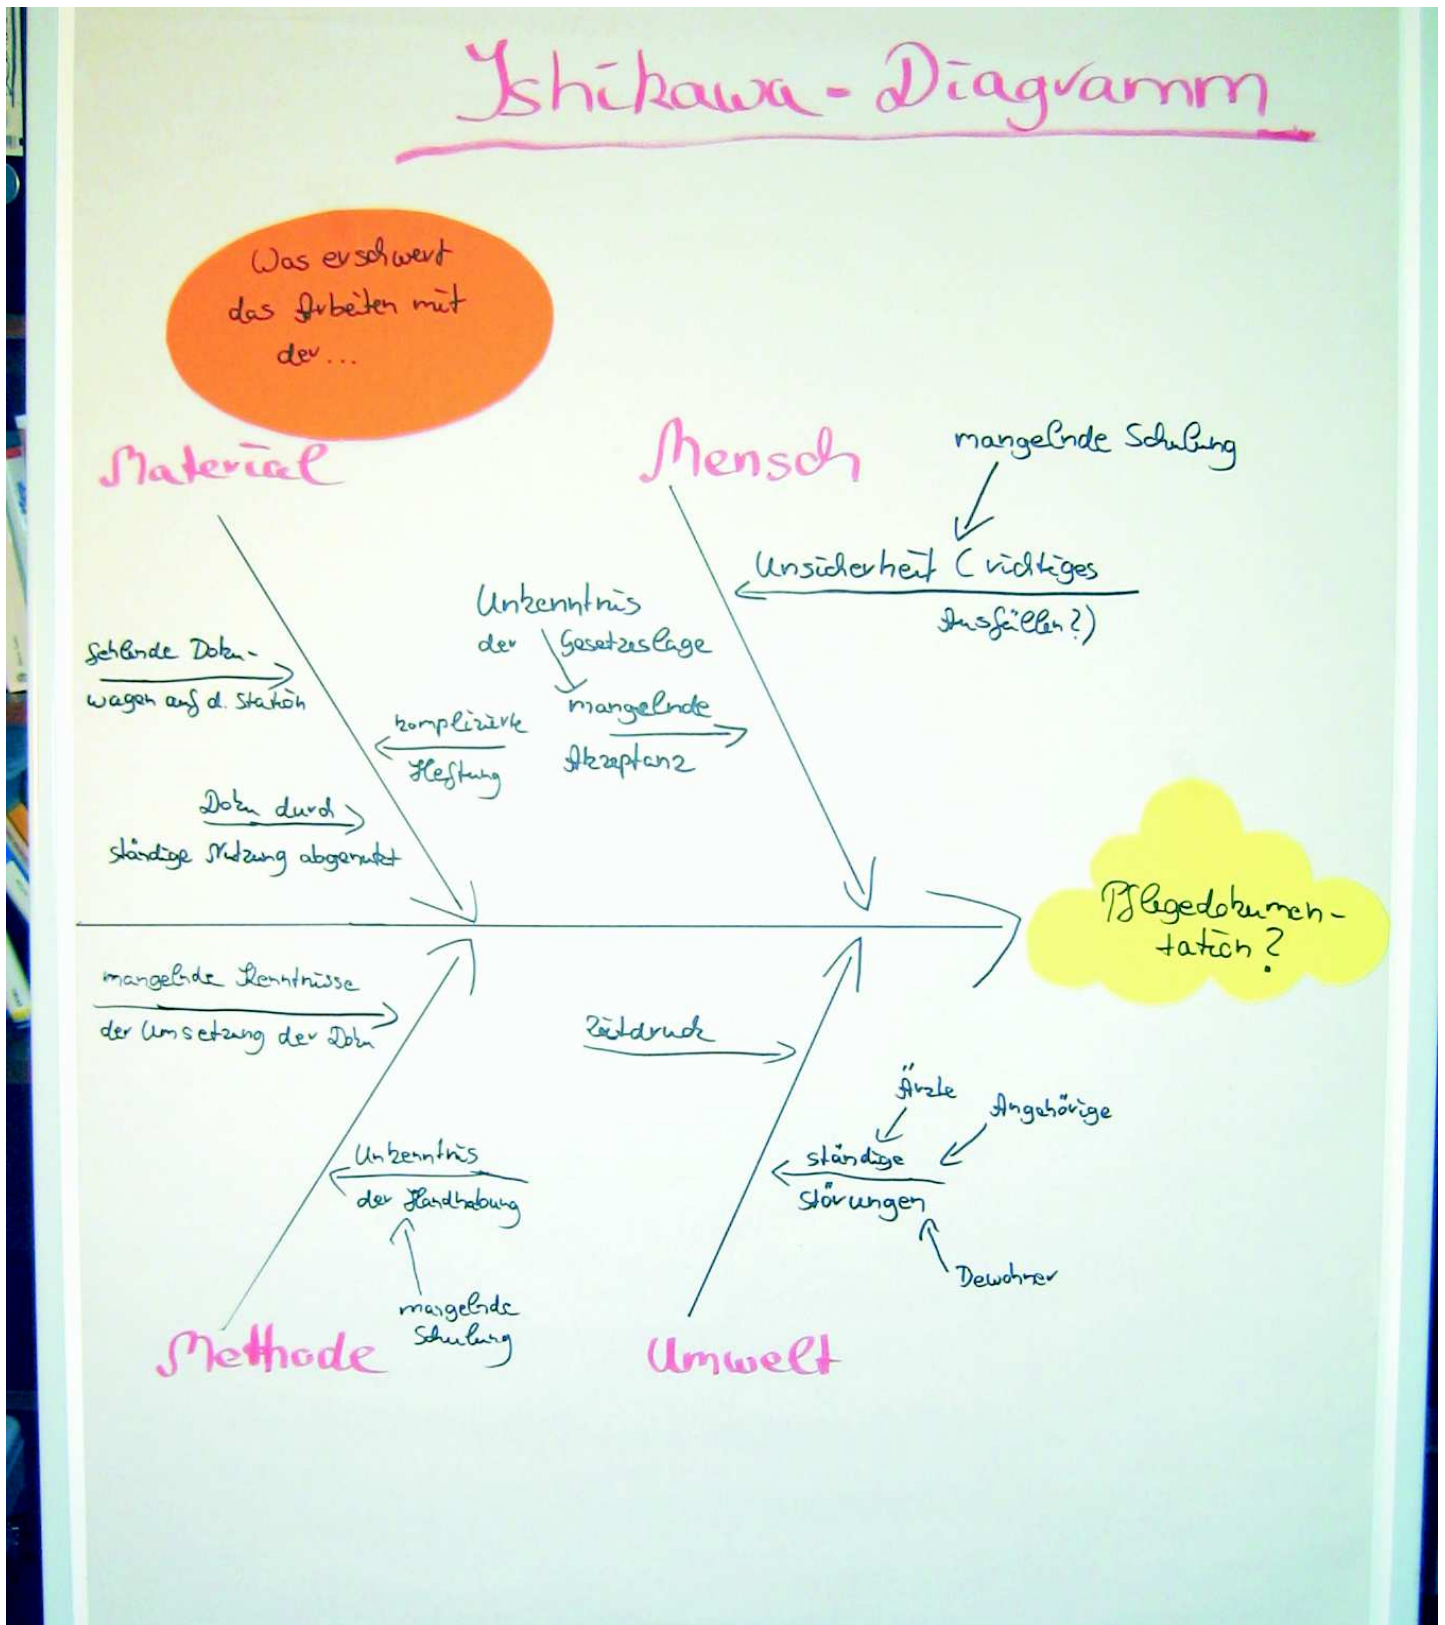 Ishikawa-Diagramm
Was erschwert
das Arbeiten mit
der...
Material
Mensch
mangelnde Schulung
Unsicherheit (richtiges
Ausfüllen?)
Unkenntnis
der Gesetzeslage
mangelnde
Akzeptanz
fehlende Doku-
wagen auf d. Station
komplizierte
Heftung
Doku durch
ständige Nutzung abgenutzt
Pflegedokumen-
tation?
mangelnde Kenntnisse
der Umsetzung der Doku
Zeitdruck
Ärzte
Angehörige
ständige
Störungen
Bewohner
Unkenntnis
der Handhabung
mangelnde
Schulung
Methode
Umwelt